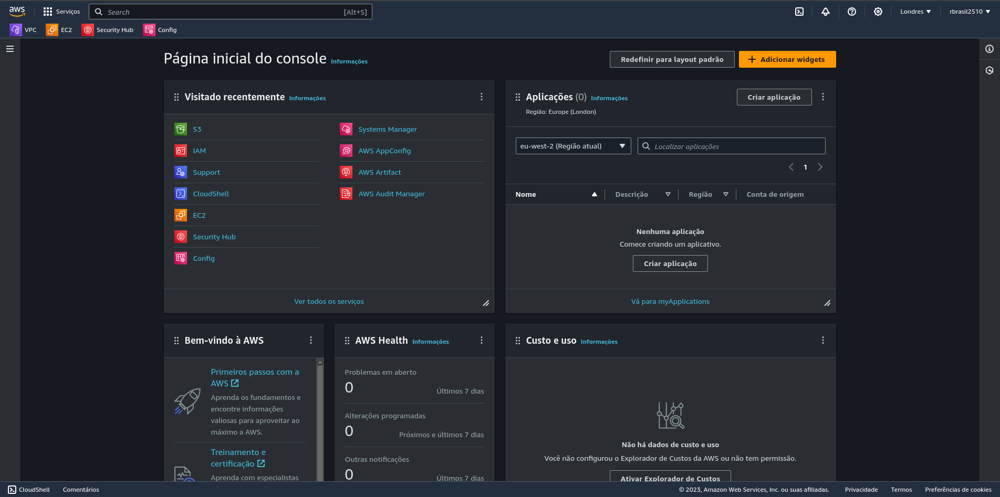 aws
Serviços
Search
[Alt+S]
Londres
rbrasil2510
VPC
EC2
Security Hub
Config
Página inicial do console
Informações
Redefinir para layout padrão
Adicionar widgets
Visitado recentemente
Informações
S3
IAM
Support
CloudShell
EC2
Security Hub
Config
Systems Manager
AWS AppConfig
AWS Artifact
AWS Audit Manager
Ver todos os serviços
Aplicações (0)
Informações
Criar aplicação
Região: Europe (London)
eu-west-2 (Região atual)
Localizar aplicações
1
Nome
Descrição
Região
Conta de origem
Nenhuma aplicação
Comece criando um aplicativo.
Criar aplicação
Vá para myApplications
Bem-vindo à AWS
Primeiros passos com a
AWS
Aprenda os fundamentos e
encontre informações
valiosas para aproveitar ao
máximo a AWS.
Treinamento e
certificação
Aprenda com especialistas
AWS Health
Informações
Problemas em aberto
0
Últimos 7 dias
Alterações programadas
0
Próximos e últimos 7 dias
Outras notificações
0
Últimos 7 dias
Custo e uso
Informações
Não há dados de custo e uso
Você não configurou o Explorador de Custos da AWS ou não tem permissão.
Ativar Explorador de Custos
CloudShell
Comentários
© 2023, Amazon Web Services, Inc. ou suas afiliadas.
Privacidade
Termos
Preferências de cookies